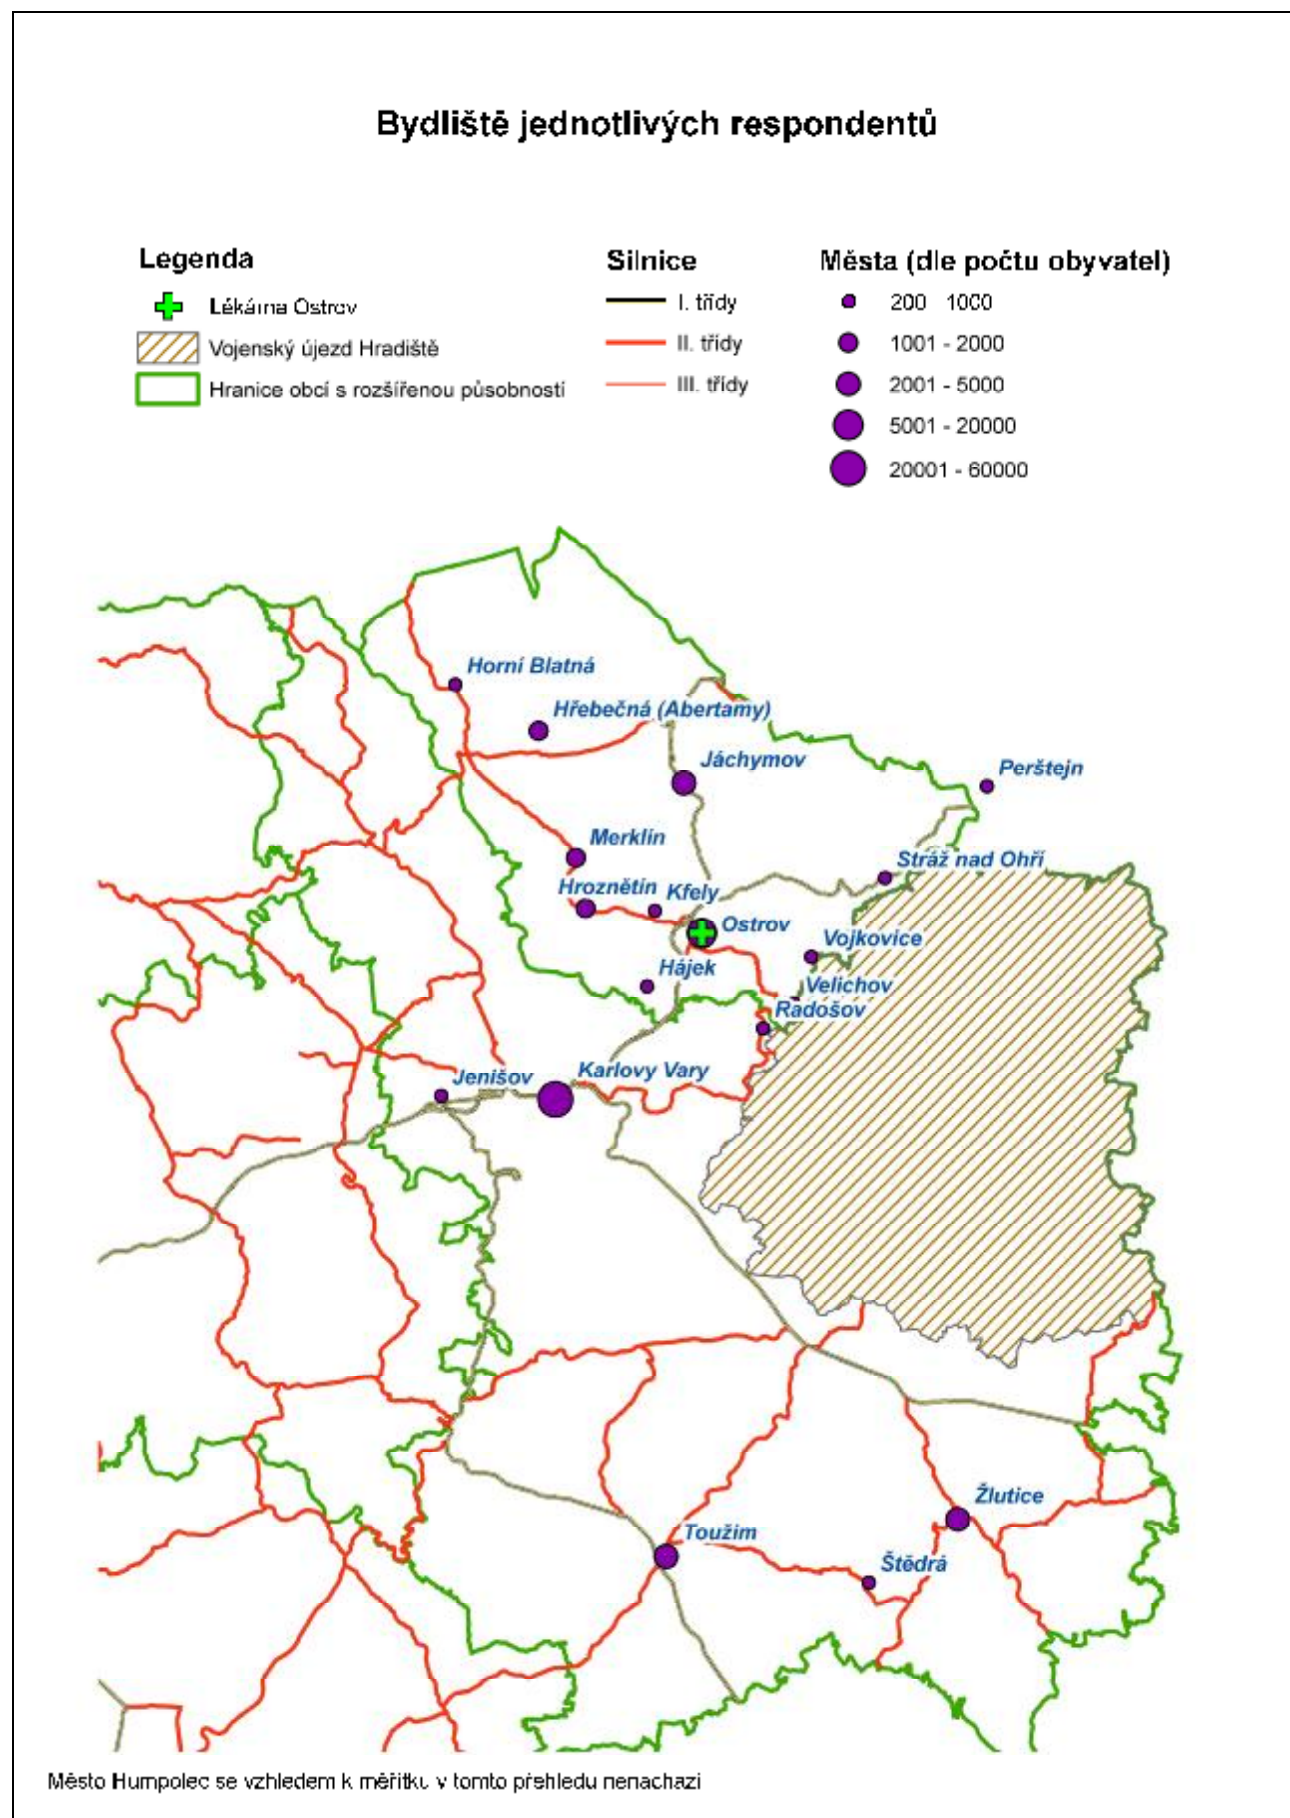 Bydliště jednotlivých respondentů
Legenda
Lékárna Ostrov
Vojenský újezd Hradiště
Hranice obcí s rozšířenou působností
Silnice
I. třídy
II. třídy
III. třídy
Města (dle počtu obyvatel)
200 1000
1001 - 2000
2001 - 5000
5001 - 20000
20001 - 60000
Horní Blatná
Hřebečná (Abertamy)
Jáchymov
Perštejn
Merklín
Stráž nad Ohří
Hroznětín
Kfely
Ostrov
Vojkovice
Hájek
Velichov
Radošov
Jenišov
Karlovy Vary
Žlutice
Toužim
Štědrá
Město Humpolec se vzhledem k měřítku v tomto přehledu nenachází